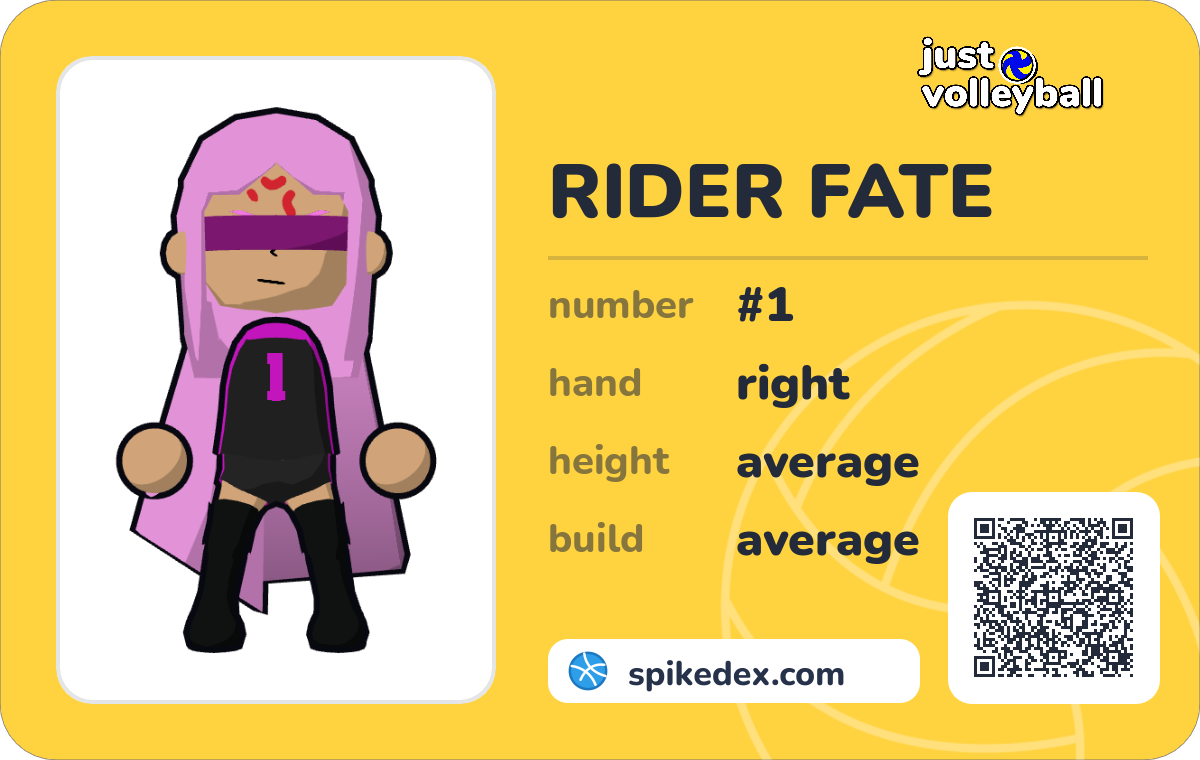 just
volleyball
RIDER FATE
number #1
hand right
height average
build average
1
spikedex.com